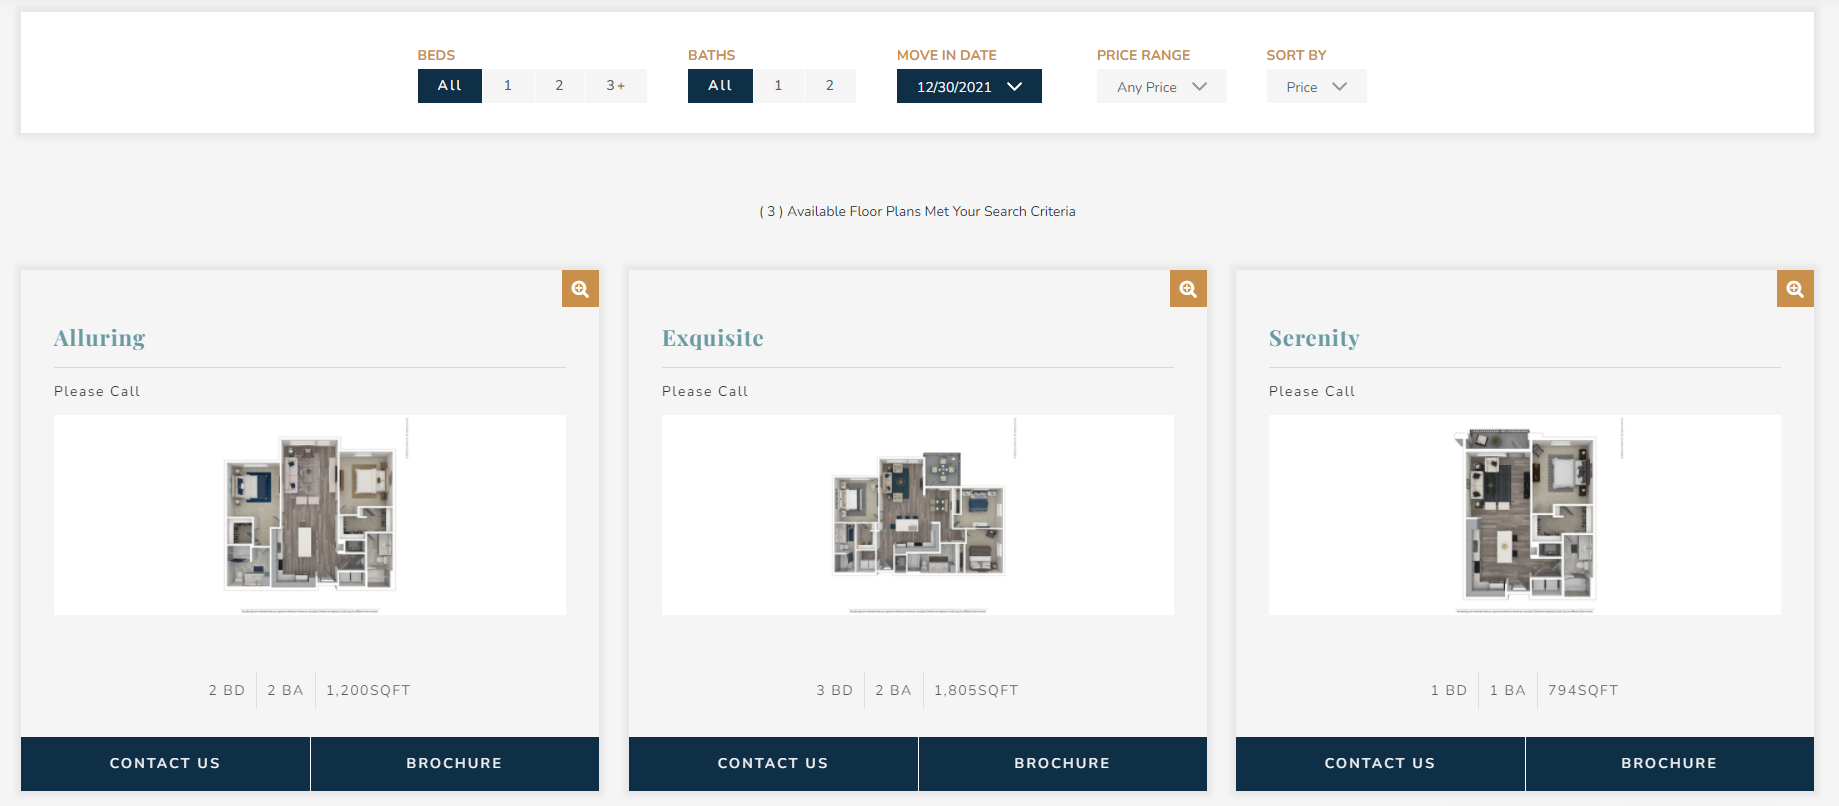 BEDS
All 1 2 3+
BATHS
All 1 2
MOVE IN DATE
12/30/2021
PRICE RANGE
Any Price
SORT BY
Price
( 3 ) Available Floor Plans Met Your Search Criteria
Alluring
Please Call
2 BD 2 BA 1,200SQFT
CONTACT US BROCHURE
Exquisite
Please Call
3 BD 2 BA 1,805SQFT
CONTACT US BROCHURE
Serenity
Please Call
1 BD 1 BA 794SQFT
CONTACT US BROCHURE